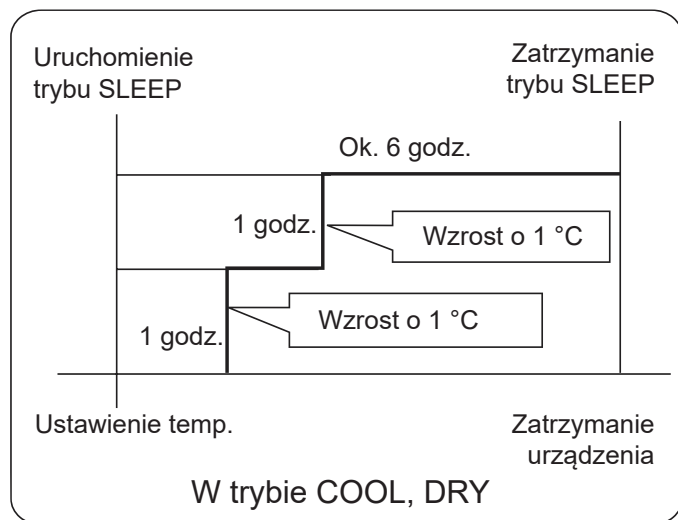 Uruchomienie
trybu SLEEP
Zatrzymanie
trybu SLEEP
Ok. 6 godz.
1 godz.
Wzrost o 1 °C
1 godz.
Wzrost o 1 °C
Ustawienie temp.
Zatrzymanie
urządzenia
W trybie COOL, DRY